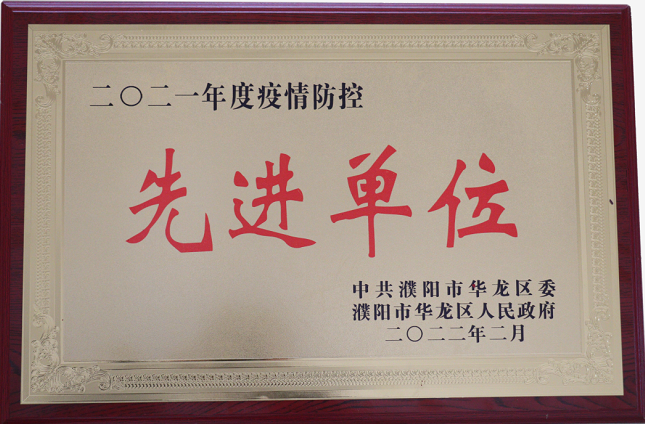 二〇二一年度疫情防控
先进单位
中共濮阳市华龙区委
濮阳市华龙区人民政府
二〇二二年二月